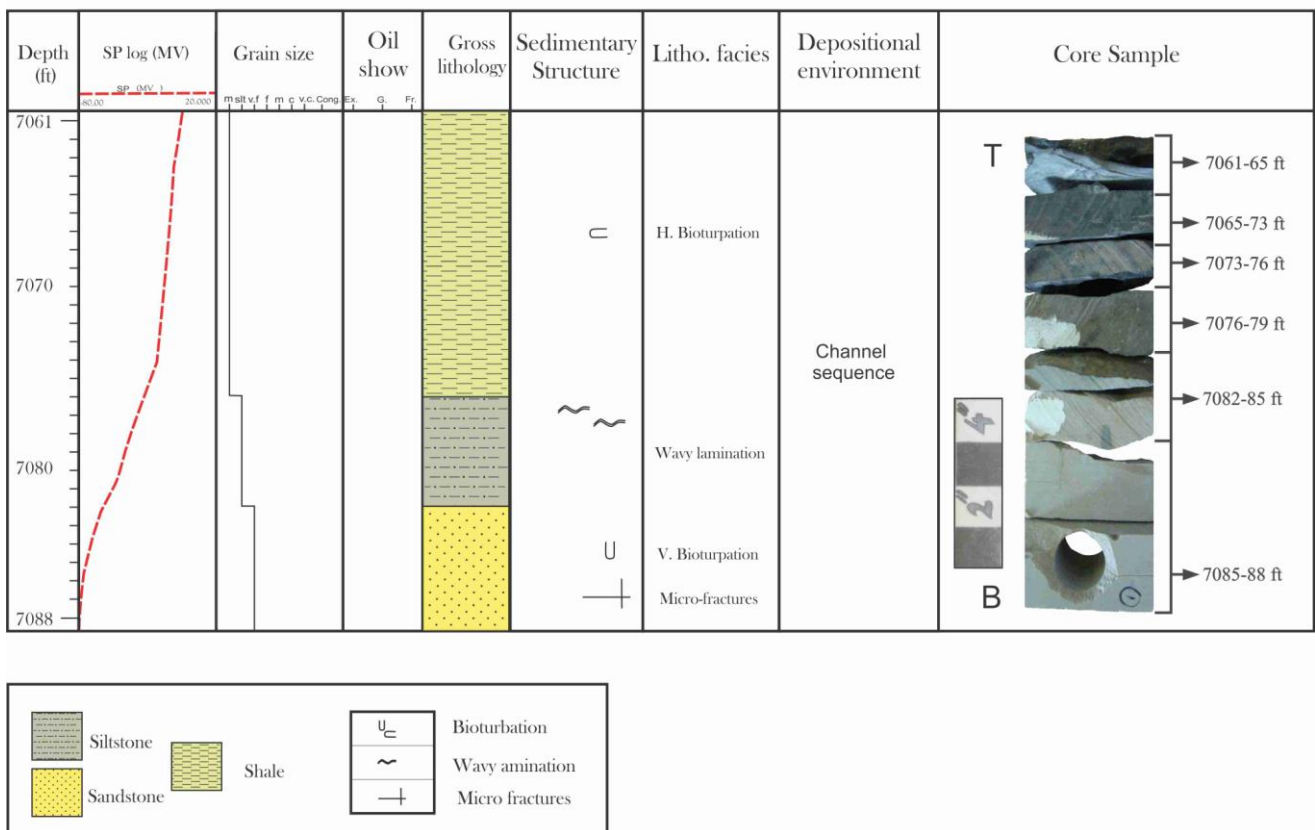 Depth
(ft)
SP log (MV)
Grain size
Oil
show
Gross
lithology
Sedimentary
Structure
Litho. facies
Depositional
environment
Core Sample
SP (MV )
-80.00 20.000
m slt v.f f m c v.c. Cong.
Ex. G. Fr.
7061
7070
7080
7088
H. Bioturpation
Wavy lamination
V. Bioturpation
Micro-fractures
Channel
sequence
T
4"
2"
B
7061-65 ft
7065-73 ft
7073-76 ft
7076-79 ft
7082-85 ft
7085-88 ft
Siltstone
Sandstone
Shale
Bioturbation
Wavy amination
Micro fractures